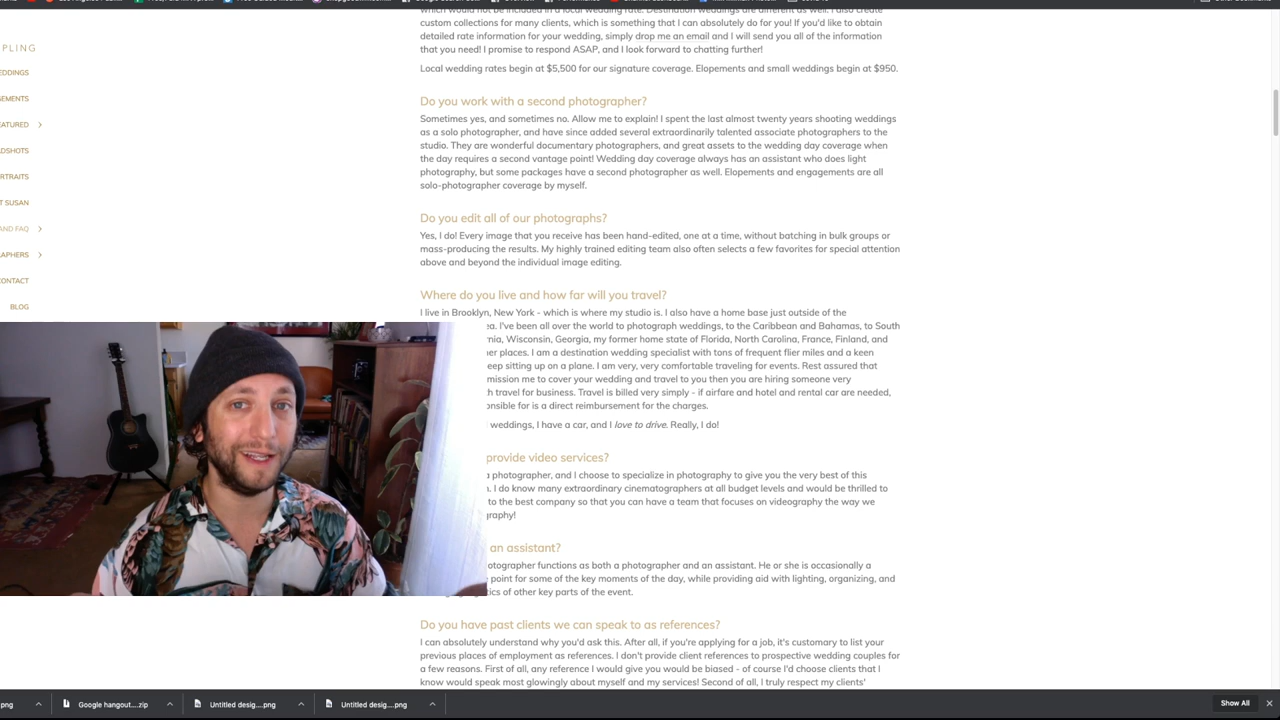 which would not be included in a local wedding rate. Destination weddings are different as well. I also create
custom collections for many clients, which is something that I can absolutely do for you! If you'd like to obtain
detailed rate information for your wedding, simply drop me an email and I will send you all of the information
that you need! I promise to respond ASAP, and I look forward to chatting further!
Local wedding rates begin at $5,500 for our signature coverage. Elopements and small weddings begin at $950.
PLING
EDDINGS
EMENTS
EATURED
DSHOTS
RTRAITS
T SUSAN
AND FAQ
APHERS
CONTACT
BLOG
Do you work with a second photographer?
Sometimes yes, and sometimes no. Allow me to explain! I spent the last almost twenty years shooting weddings
as a solo photographer, and have since added several extraordinarily talented associate photographers to the
studio. They are wonderful documentary photographers, and great assets to the wedding day coverage when
the day requires a second vantage point! Wedding day coverage always has an assistant who does light
photography, but some packages have a second photographer as well. Elopements and engagements are all
solo-photographer coverage by myself.
Do you edit all of our photographs?
Yes, I do! Every image that you receive has been hand-edited, one at a time, without batching in bulk groups or
mass-producing the results. My highly trained editing team also often selects a few favorites for special attention
above and beyond the individual image editing.
Where do you live and how far will you travel?
I live in Brooklyn, New York - which is where my studio is. I also have a home base just outside of the
ea. I've been all over the world to photograph weddings, to the Caribbean and Bahamas, to South
nia, Wisconsin, Georgia, my former home state of Florida, North Carolina, France, Finland, and
er places. I am a destination wedding specialist with tons of frequent flier miles and a keen
eep sitting up on a plane. I am very, very comfortable traveling for events. Rest assured that
mission me to cover your wedding and travel to you then you are hiring someone very
h travel for business. Travel is billed very simply - if airfare and hotel and rental car are needed,
onsible for is a direct reimbursement for the charges.
weddings, I have a car, and I love to drive. Really, I do!
provide video services?
a photographer, and I choose to specialize in photography to give you the very best of this
. I do know many extraordinary cinematographers at all budget levels and would be thrilled to
to the best company so that you can have a team that focuses on videography the way we
graphy!
an assistant?
otographer functions as both a photographer and an assistant. He or she is occasionally a
point for some of the key moments of the day, while providing aid with lighting, organizing, and
tics of other key parts of the event.
Do you have past clients we can speak to as references?
I can absolutely understand why you'd ask this. After all, if you're applying for a job, it's customary to list your
previous places of employment as references. I don't provide client references to prospective wedding couples for
a few reasons. First of all, any reference I would give you would be biased - of course I'd choose clients that I
know would speak most glowingly about myself and my services! Second of all, I truly respect my clients'
png
Google hangout....zip
Untitled desig....png
Untitled desig....png
Show All